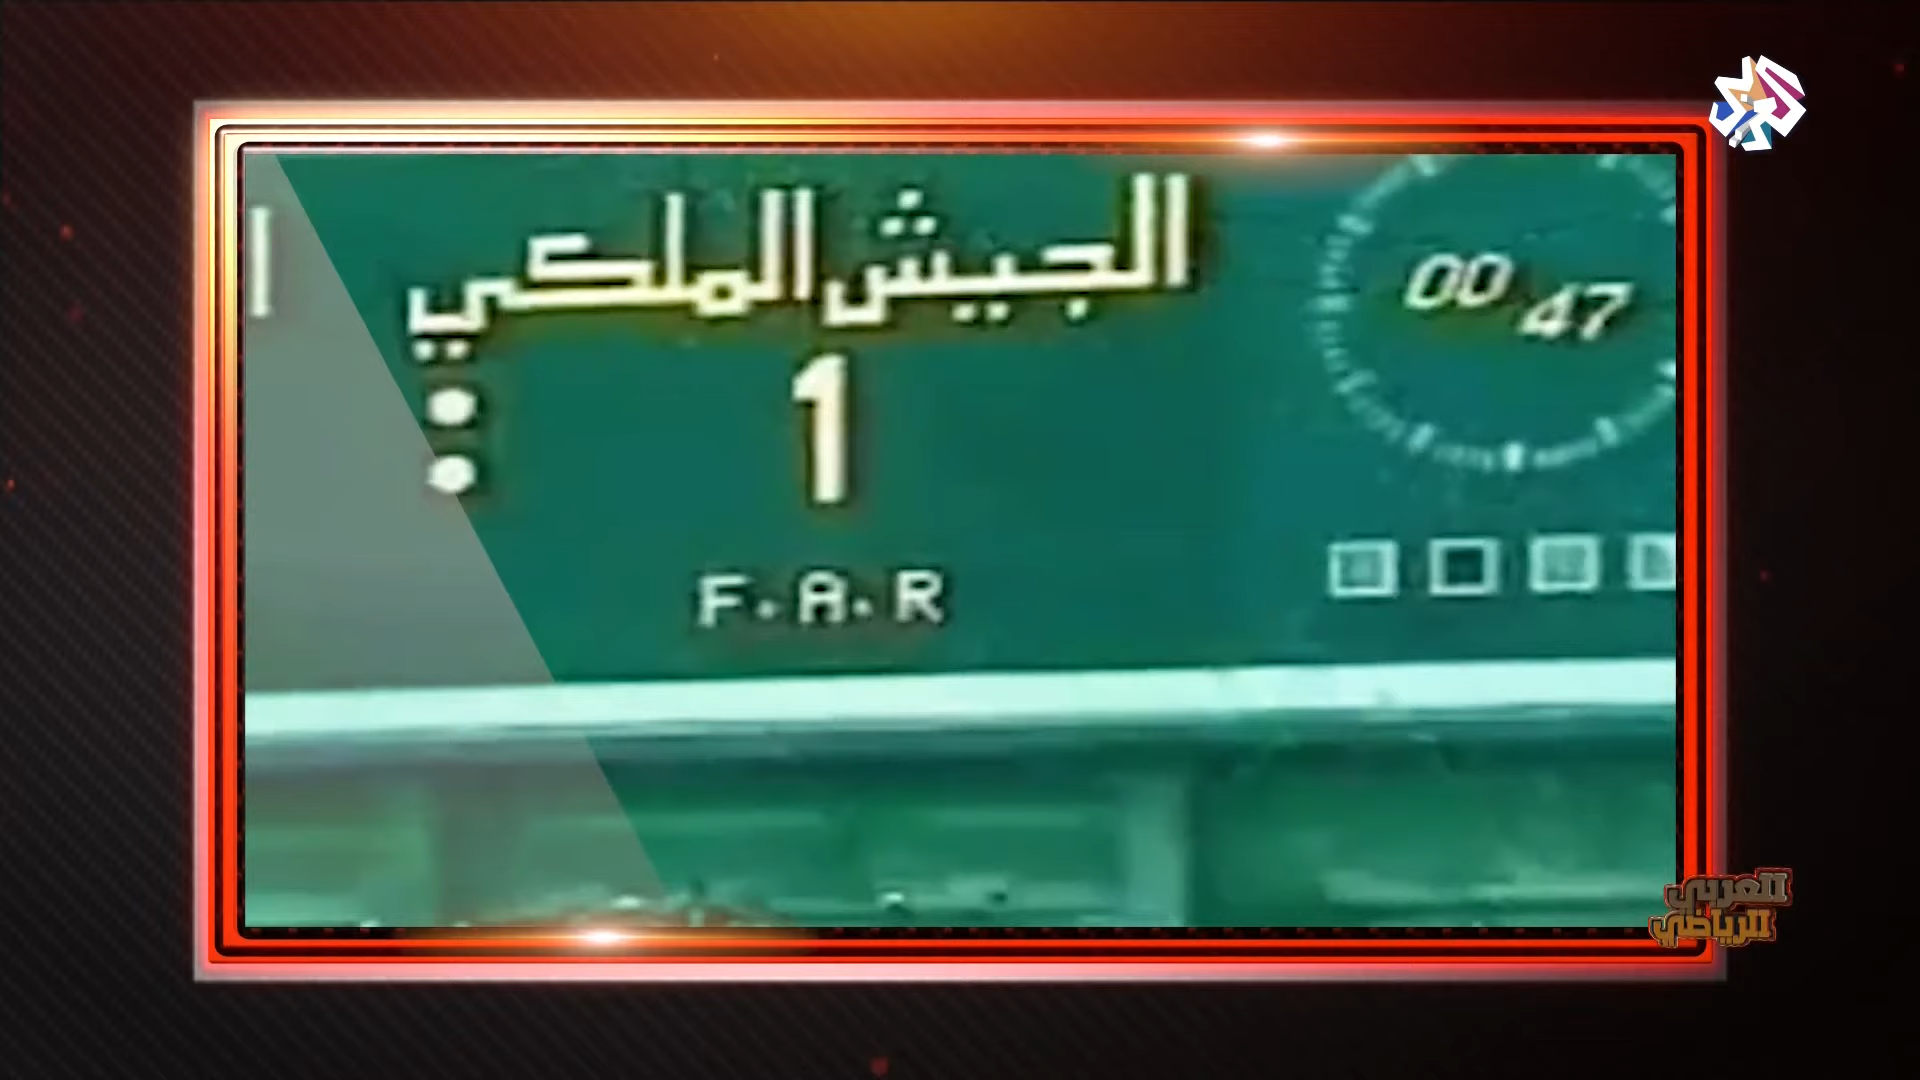 الجيش الملكي
00 47
1
F.A.R
العربي
الرياضي